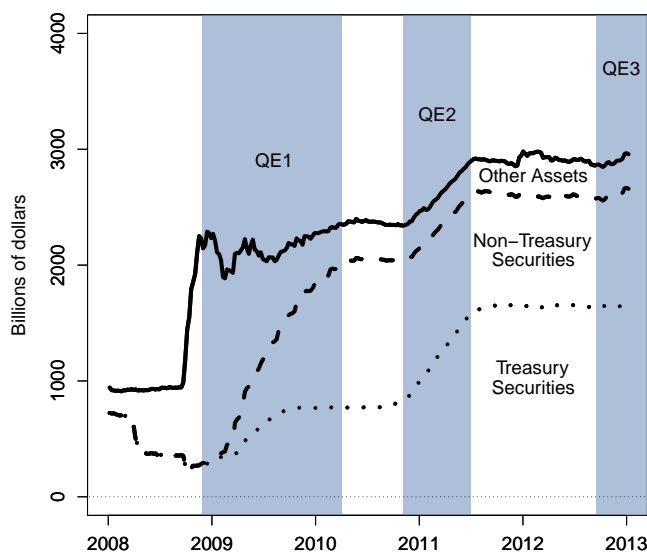 4000
3000
2000
1000
0
Billions of dollars
QE1
QE2
QE3
Other Assets
Non−Treasury
Securities
Treasury
Securities
2008 2009 2010 2011 2012 2013